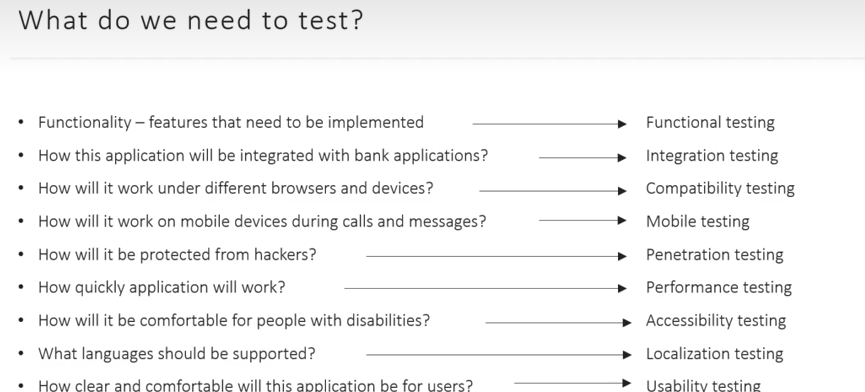 What do we need to test?
• Functionality – features that need to be implemented Functional testing
• How this application will be integrated with bank applications? Integration testing
• How will it work under different browsers and devices? Compatibility testing
• How will it work on mobile devices during calls and messages? Mobile testing
• How will it be protected from hackers? Penetration testing
• How quickly application will work? Performance testing
• How will it be comfortable for people with disabilities? Accessibility testing
• What languages should be supported? Localization testing
• How clear and comfortable will this application be for users? Usability testing